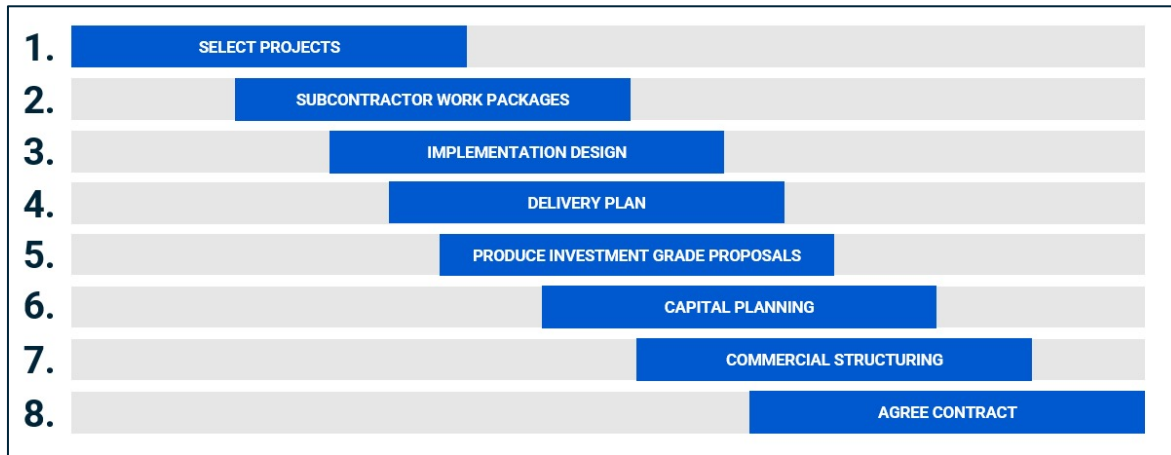 1. SELECT PROJECTS
2. SUBCONTRACTOR WORK PACKAGES
3. IMPLEMENTATION DESIGN
4. DELIVERY PLAN
5. PRODUCE INVESTMENT GRADE PROPOSALS
6. CAPITAL PLANNING
7. COMMERCIAL STRUCTURING
8. AGREE CONTRACT